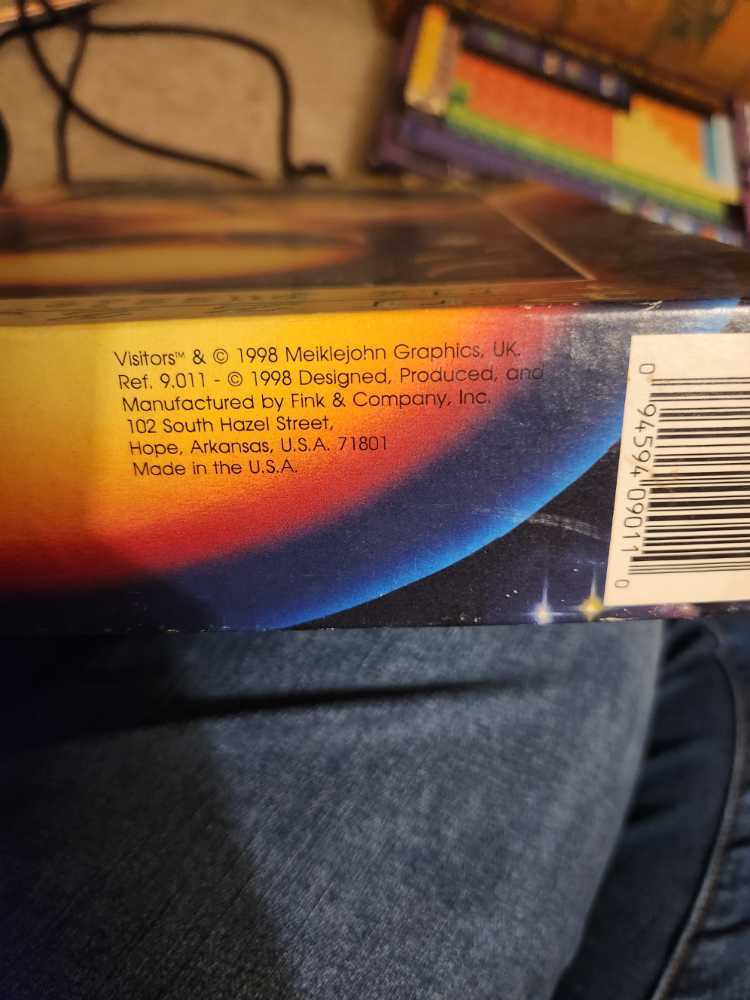 Visitors™ & © 1998 Meiklejohn Graphics, UK.
Ref. 9.011 - © 1998 Designed, Produced, and
Manufactured by Fink & Company, Inc.
102 South Hazel Street,
Hope, Arkansas, U.S.A. 71801
Made in the U.S.A.
0 94594 09011 0